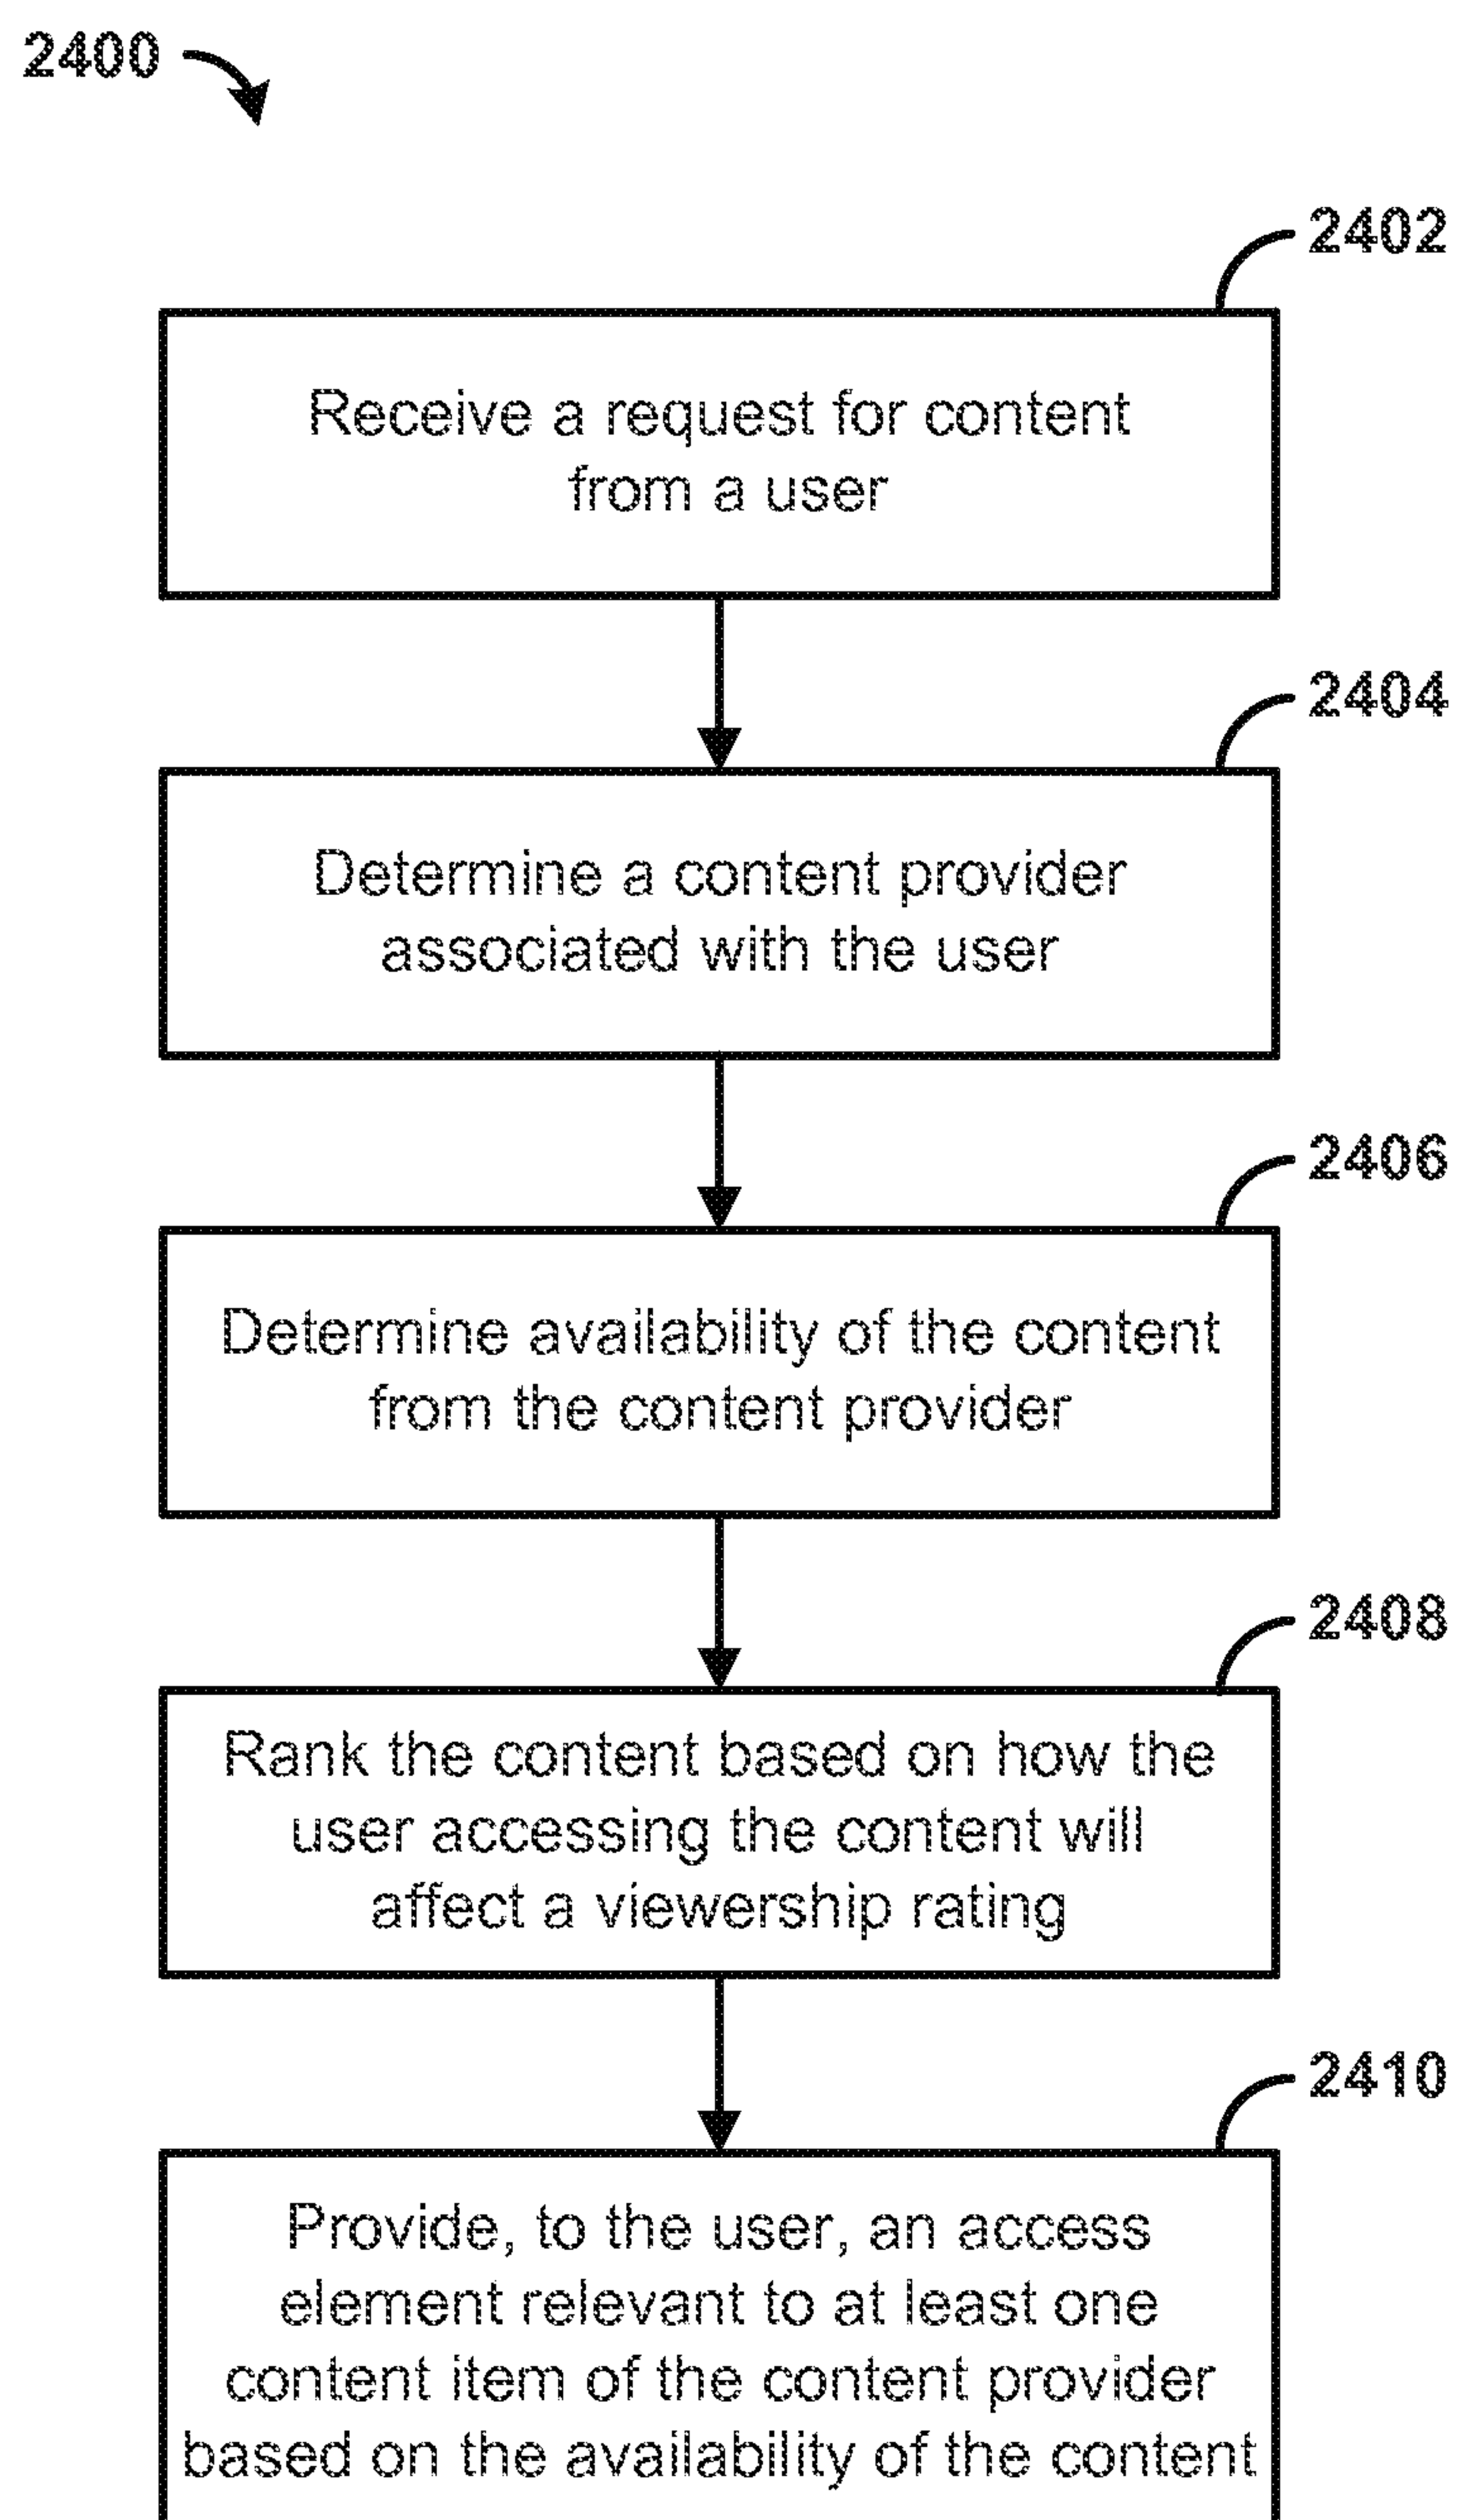 2400
2402
Receive a request for content
from a user
2404
Determine a content provider
associated with the user
2406
Determine availability of the content
from the content provider
2408
Rank the content based on how the
user accessing the content will
affect a viewership rating
2410
Provide, to the user, an access
element relevant to at least one
content item of the content provider
based on the availability of the content